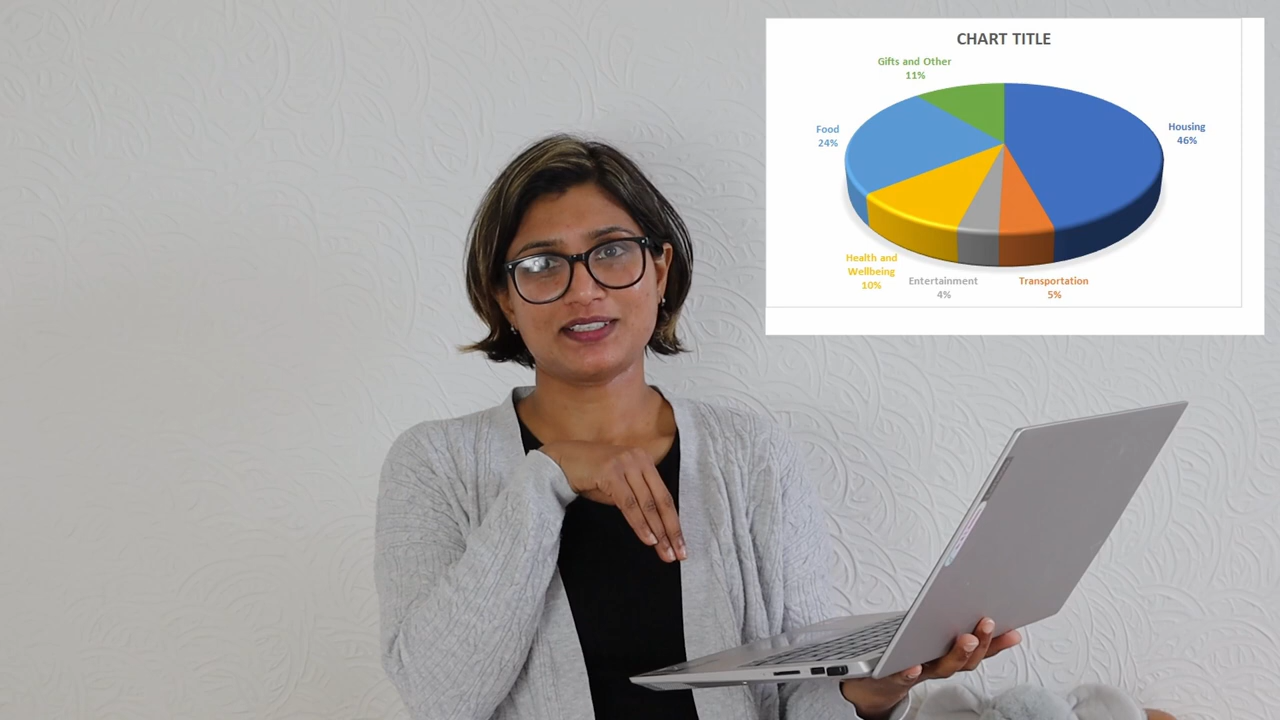 CHART TITLE
Gifts and Other
11%
Food
24%
Housing
46%
Health and
Wellbeing
10%
Entertainment
4%
Transportation
5%